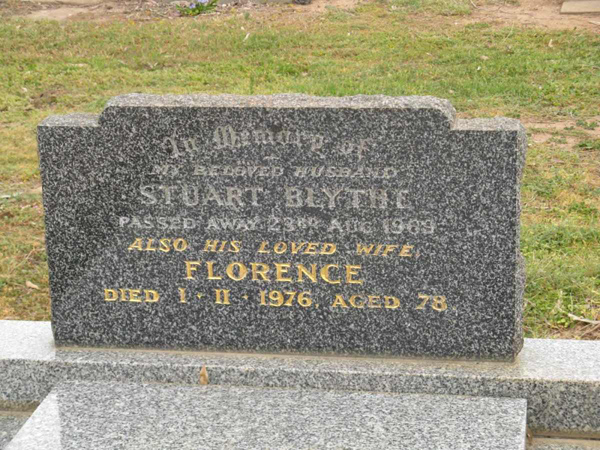 In Memory of
MY BELOVED HUSBAND
STUART BLYTHE
PASSED AWAY 23RD AUG. 1969
ALSO HIS LOVED WIFE,
FLORENCE
DIED 1 · 11 · 1976, AGED 78